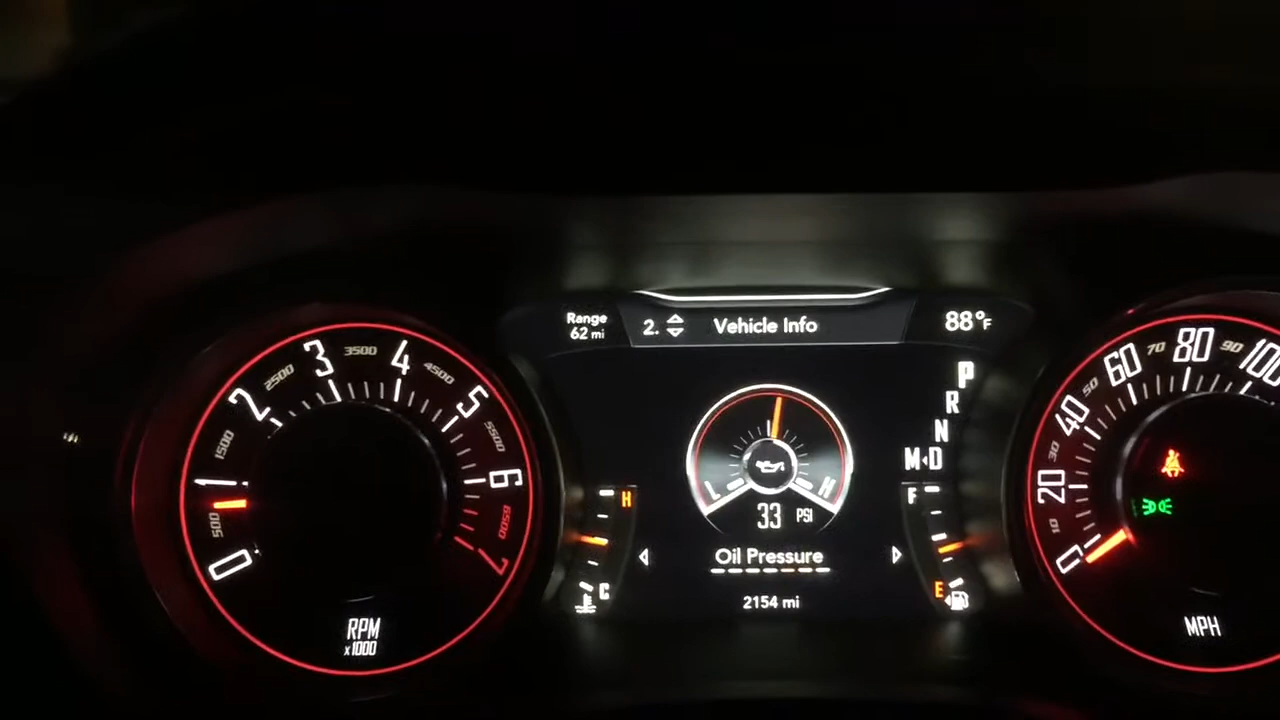 Range
62 mi
2.
Vehicle Info
88°F
0
500
1
1500
2
2500
3
3500
4
4500
5
5500
6
6500
7
RPM
x1000
H
C
L
H
33 PSI
Oil Pressure
2154 mi
P
R
N
M D
F
E
0
10
20
30
40
50
60
70
80
90
100
MPH